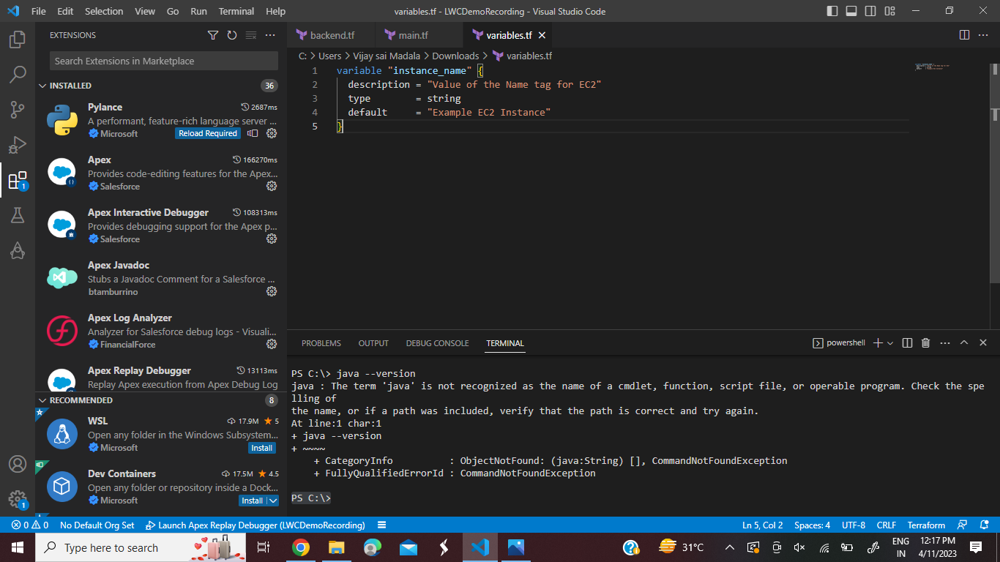 File Edit Selection View Go Run Terminal Help variables.tf - LWCDemoRecording - Visual Studio Code
EXTENSIONS
Search Extensions in Marketplace
INSTALLED 36
Pylance 2687ms
A performant, feature-rich language server ...
Microsoft Reload Required
Apex 166270ms
Provides code-editing features for the Apex...
Salesforce
Apex Interactive Debugger 108313ms
Provides debugging support for the Apex p...
Salesforce
Apex Javadoc
Stubs a Javadoc Comment for a Salesforce ...
btamburrino
Apex Log Analyzer
Analyzer for Salesforce debug logs - Visuali...
FinancialForce
Apex Replay Debugger 13113ms
Replay Apex execution from Apex Debug Log
RECOMMENDED 8
WSL 17.9M 5
Open any folder in the Windows Subsystem...
Microsoft Install
Dev Containers 17.5M 4.5
Open any folder or repository inside a Dock...
Microsoft Install
1
1
backend.tf main.tf variables.tf
C: > Users > Vijay sai Madala > Downloads > variables.tf
1 variable "instance_name" {
2 description = "Value of the Name tag for EC2"
3 type = string
4 default = "Example EC2 Instance"
5 }
PROBLEMS OUTPUT DEBUG CONSOLE TERMINAL powershell
PS C:\> java --version
java : The term 'java' is not recognized as the name of a cmdlet, function, script file, or operable program. Check the spe
lling of
the name, or if a path was included, verify that the path is correct and try again.
At line:1 char:1
+ java --version
+ ~~~~
+ CategoryInfo : ObjectNotFound: (java:String) [], CommandNotFoundException
+ FullyQualifiedErrorId : CommandNotFoundException
PS C:\>
0 0 No Default Org Set Launch Apex Replay Debugger (LWCDemoRecording) Ln 5, Col 2 Spaces: 4 UTF-8 CRLF Terraform
Type here to search 31°C ENG 12:17 PM
IN 4/11/2023